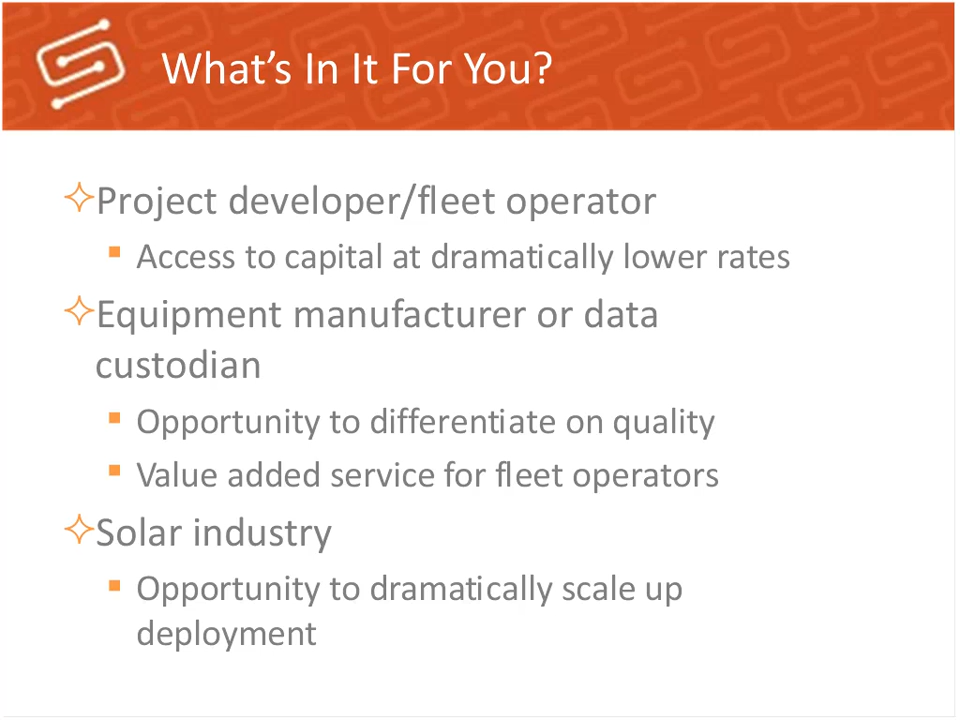 What’s In It For You?
Project developer/fleet operator
Access to capital at dramatically lower rates
Equipment manufacturer or data
custodian
Opportunity to differentiate on quality
Value added service for fleet operators
Solar industry
Opportunity to dramatically scale up
deployment